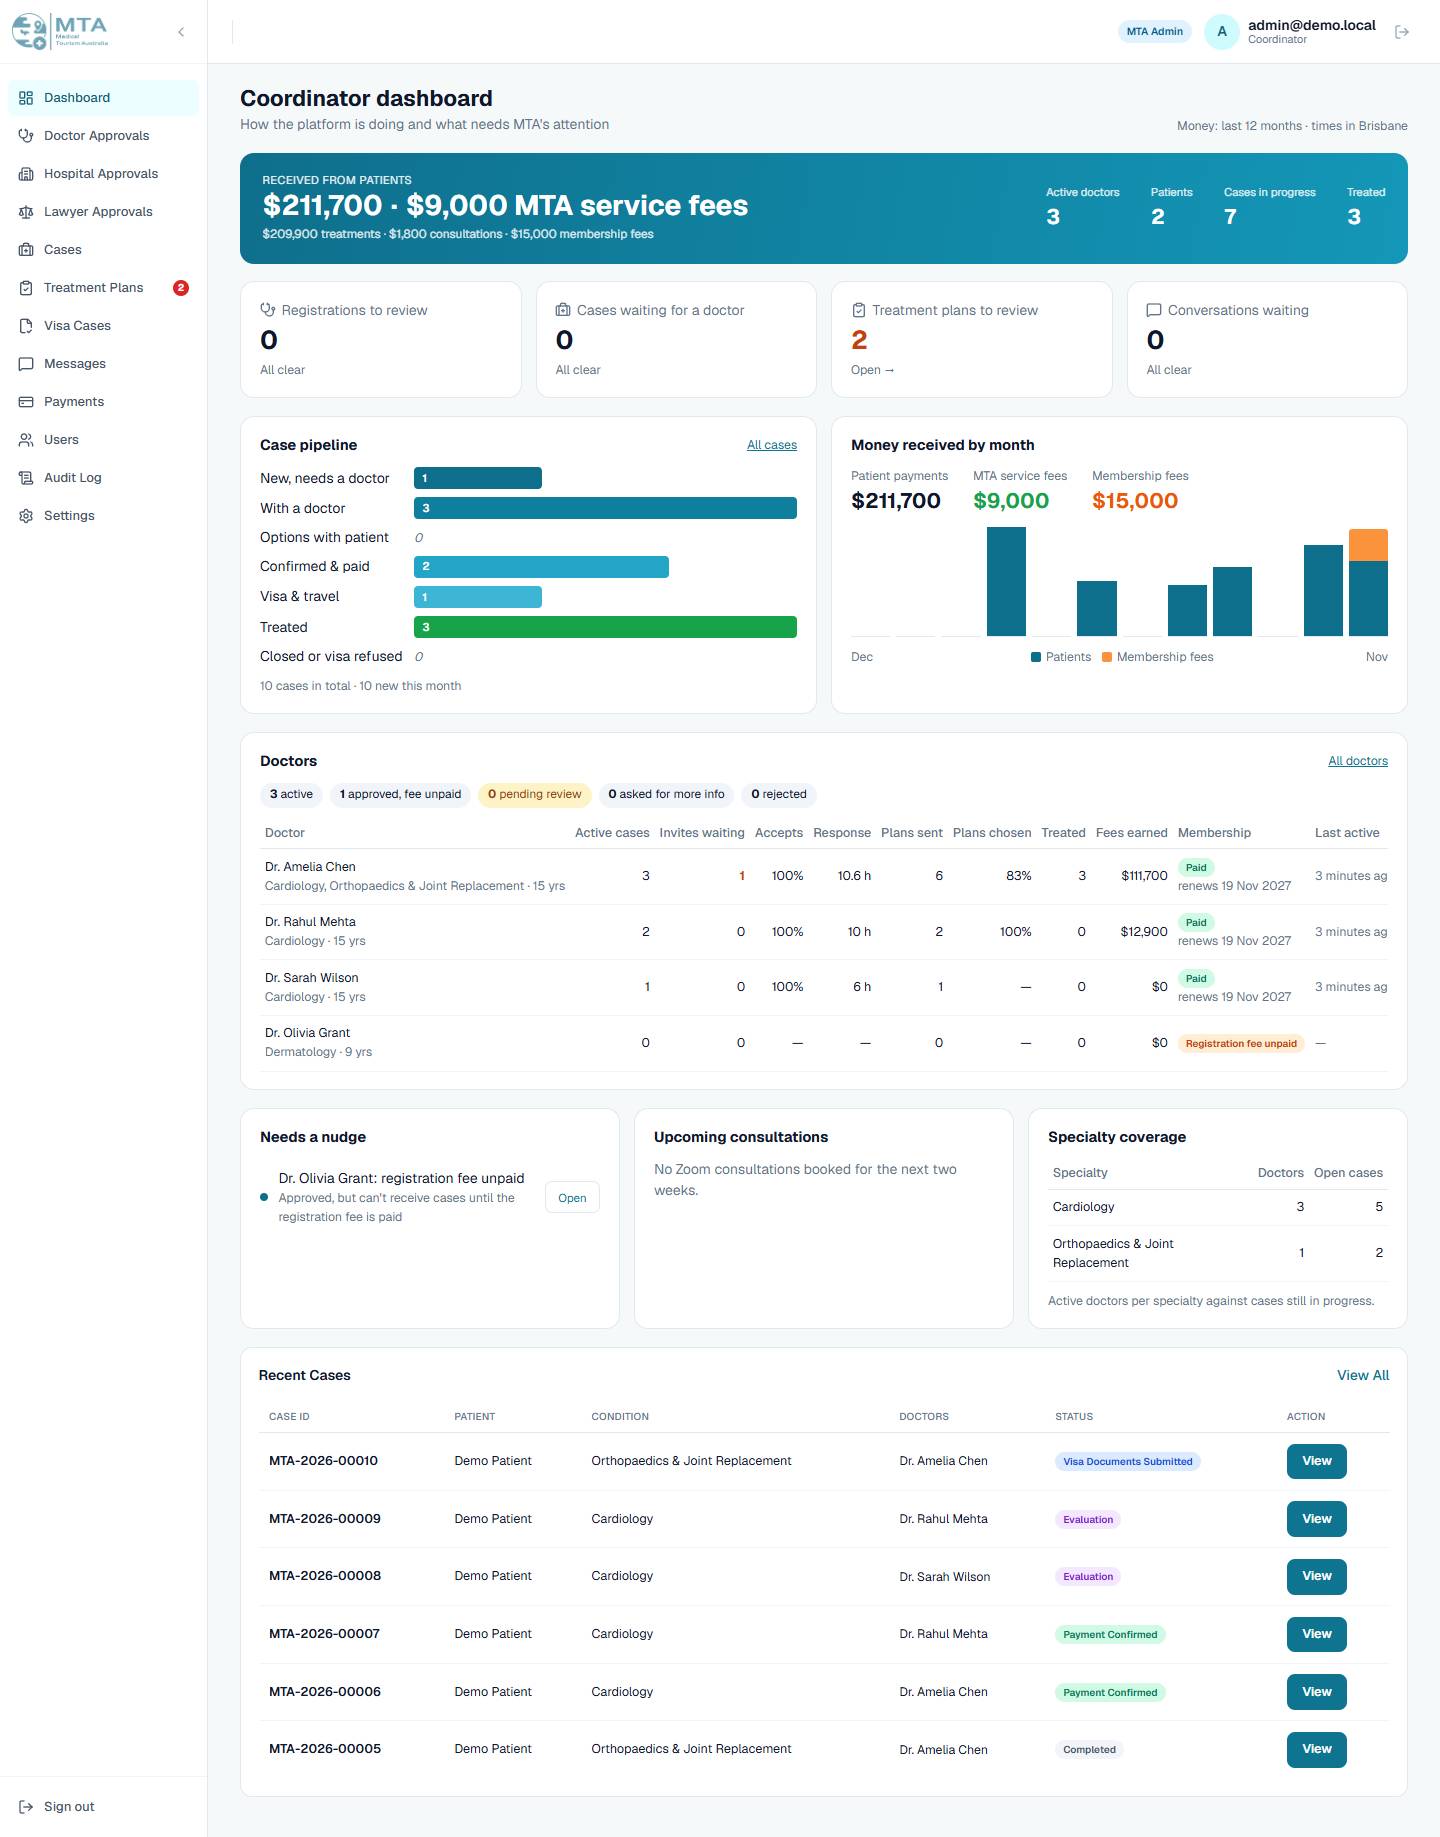 MTA
Medical
Tourism Australia
MTA Admin
A
admin@demo.local
Coordinator
Dashboard
Doctor Approvals
Hospital Approvals
Lawyer Approvals
Cases
Treatment Plans
2
Visa Cases
Messages
Payments
Users
Audit Log
Settings
Sign out
Coordinator dashboard
How the platform is doing and what needs MTA's attention
Money: last 12 months · times in Brisbane
RECEIVED FROM PATIENTS
$211,700 · $9,000 MTA service fees
$209,900 treatments · $1,800 consultations · $15,000 membership fees
Active doctors
3
Patients
2
Cases in progress
7
Treated
3
Registrations to review
0
All clear
Cases waiting for a doctor
0
All clear
Treatment plans to review
2
Open →
Conversations waiting
0
All clear
Case pipeline
All cases
New, needs a doctor 1
With a doctor 3
Options with patient 0
Confirmed & paid 2
Visa & travel 1
Treated 3
Closed or visa refused 0
10 cases in total · 10 new this month
Money received by month
Patient payments
$211,700
MTA service fees
$9,000
Membership fees
$15,000
Dec
Patients
Membership fees
Nov
Doctors
All doctors
3 active
1 approved, fee unpaid
0 pending review
0 asked for more info
0 rejected
Doctor Active cases Invites waiting Accepts Response Plans sent Plans chosen Treated Fees earned Membership Last active
Dr. Amelia Chen
Cardiology, Orthopaedics & Joint Replacement · 15 yrs
3 1 100% 10.6 h 6 83% 3 $111,700
Paid
renews 19 Nov 2027
3 minutes ag
Dr. Rahul Mehta
Cardiology · 15 yrs
2 0 100% 10 h 2 100% 0 $12,900
Paid
renews 19 Nov 2027
3 minutes ag
Dr. Sarah Wilson
Cardiology · 15 yrs
1 0 100% 6 h 1 — 0 $0
Paid
renews 19 Nov 2027
3 minutes ag
Dr. Olivia Grant
Dermatology · 9 yrs
0 0 — — 0 — 0 $0
Registration fee unpaid
—
Needs a nudge
Dr. Olivia Grant: registration fee unpaid
Approved, but can't receive cases until the
registration fee is paid
Open
Upcoming consultations
No Zoom consultations booked for the next two
weeks.
Specialty coverage
Specialty Doctors Open cases
Cardiology 3 5
Orthopaedics & Joint
Replacement
1 2
Active doctors per specialty against cases still in progress.
Recent Cases
View All
CASE ID PATIENT CONDITION DOCTORS STATUS ACTION
MTA-2026-00010 Demo Patient Orthopaedics & Joint Replacement Dr. Amelia Chen Visa Documents Submitted View
MTA-2026-00009 Demo Patient Cardiology Dr. Rahul Mehta Evaluation View
MTA-2026-00008 Demo Patient Cardiology Dr. Sarah Wilson Evaluation View
MTA-2026-00007 Demo Patient Cardiology Dr. Rahul Mehta Payment Confirmed View
MTA-2026-00006 Demo Patient Cardiology Dr. Amelia Chen Payment Confirmed View
MTA-2026-00005 Demo Patient Orthopaedics & Joint Replacement Dr. Amelia Chen Completed View